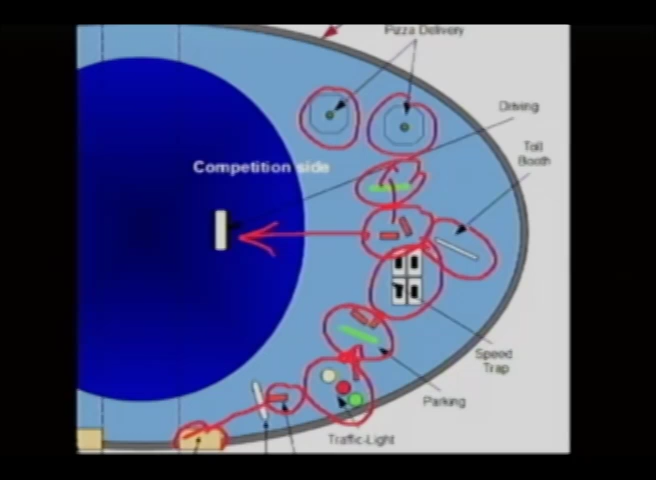 Pizza Delivery
Driving
Toll
Booth
Competition side
Speed
Trap
Parking
Traffic-Light